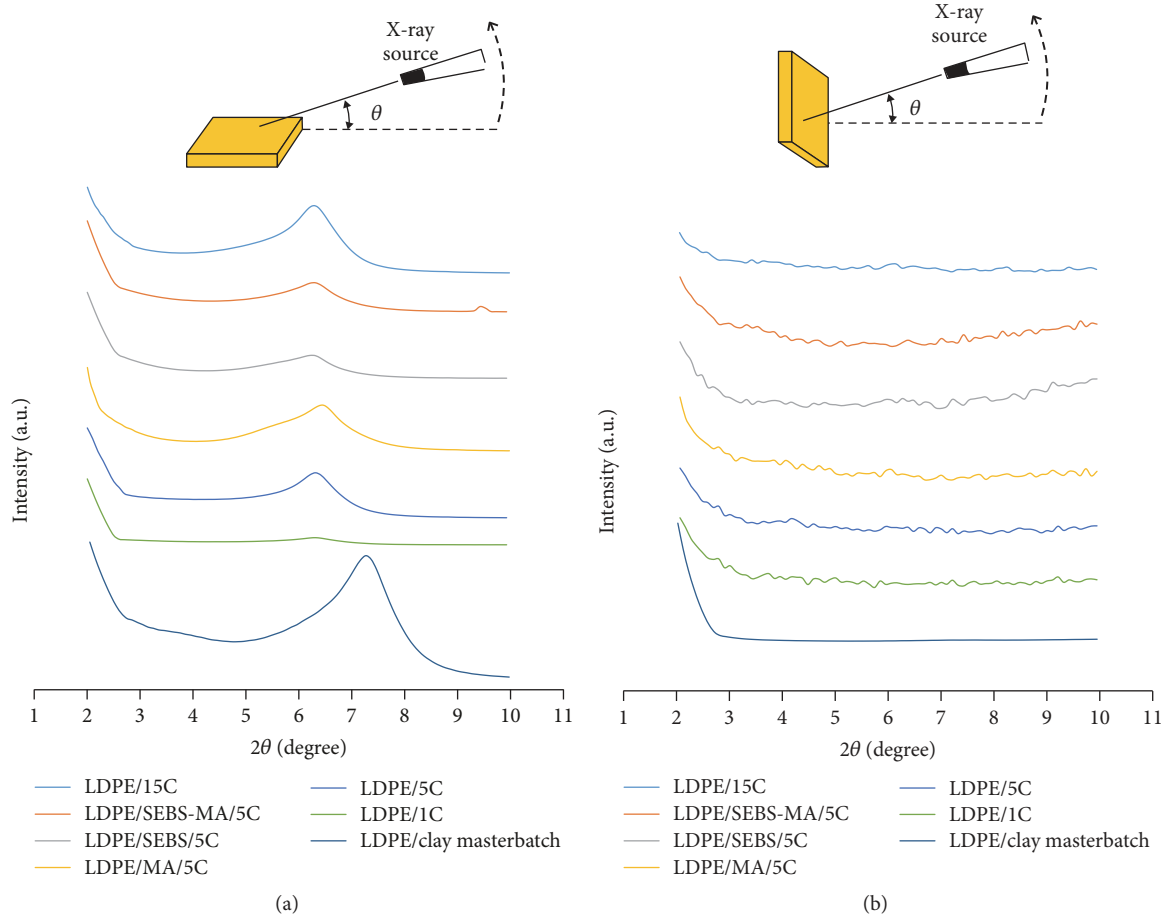 X-ray
source
θ
Intensity (a.u.)
1 2 3 4 5 6 7 8 9 10 11
2θ (degree)
LDPE/15C
LDPE/SEBS-MA/5C
LDPE/SEBS/5C
LDPE/MA/5C
LDPE/5C
LDPE/1C
LDPE/clay masterbatch
(a)
X-ray
source
θ
Intensity (a.u.)
1 2 3 4 5 6 7 8 9 10 11
2θ (degree)
LDPE/15C
LDPE/SEBS-MA/5C
LDPE/SEBS/5C
LDPE/MA/5C
LDPE/5C
LDPE/1C
LDPE/clay masterbatch
(b)